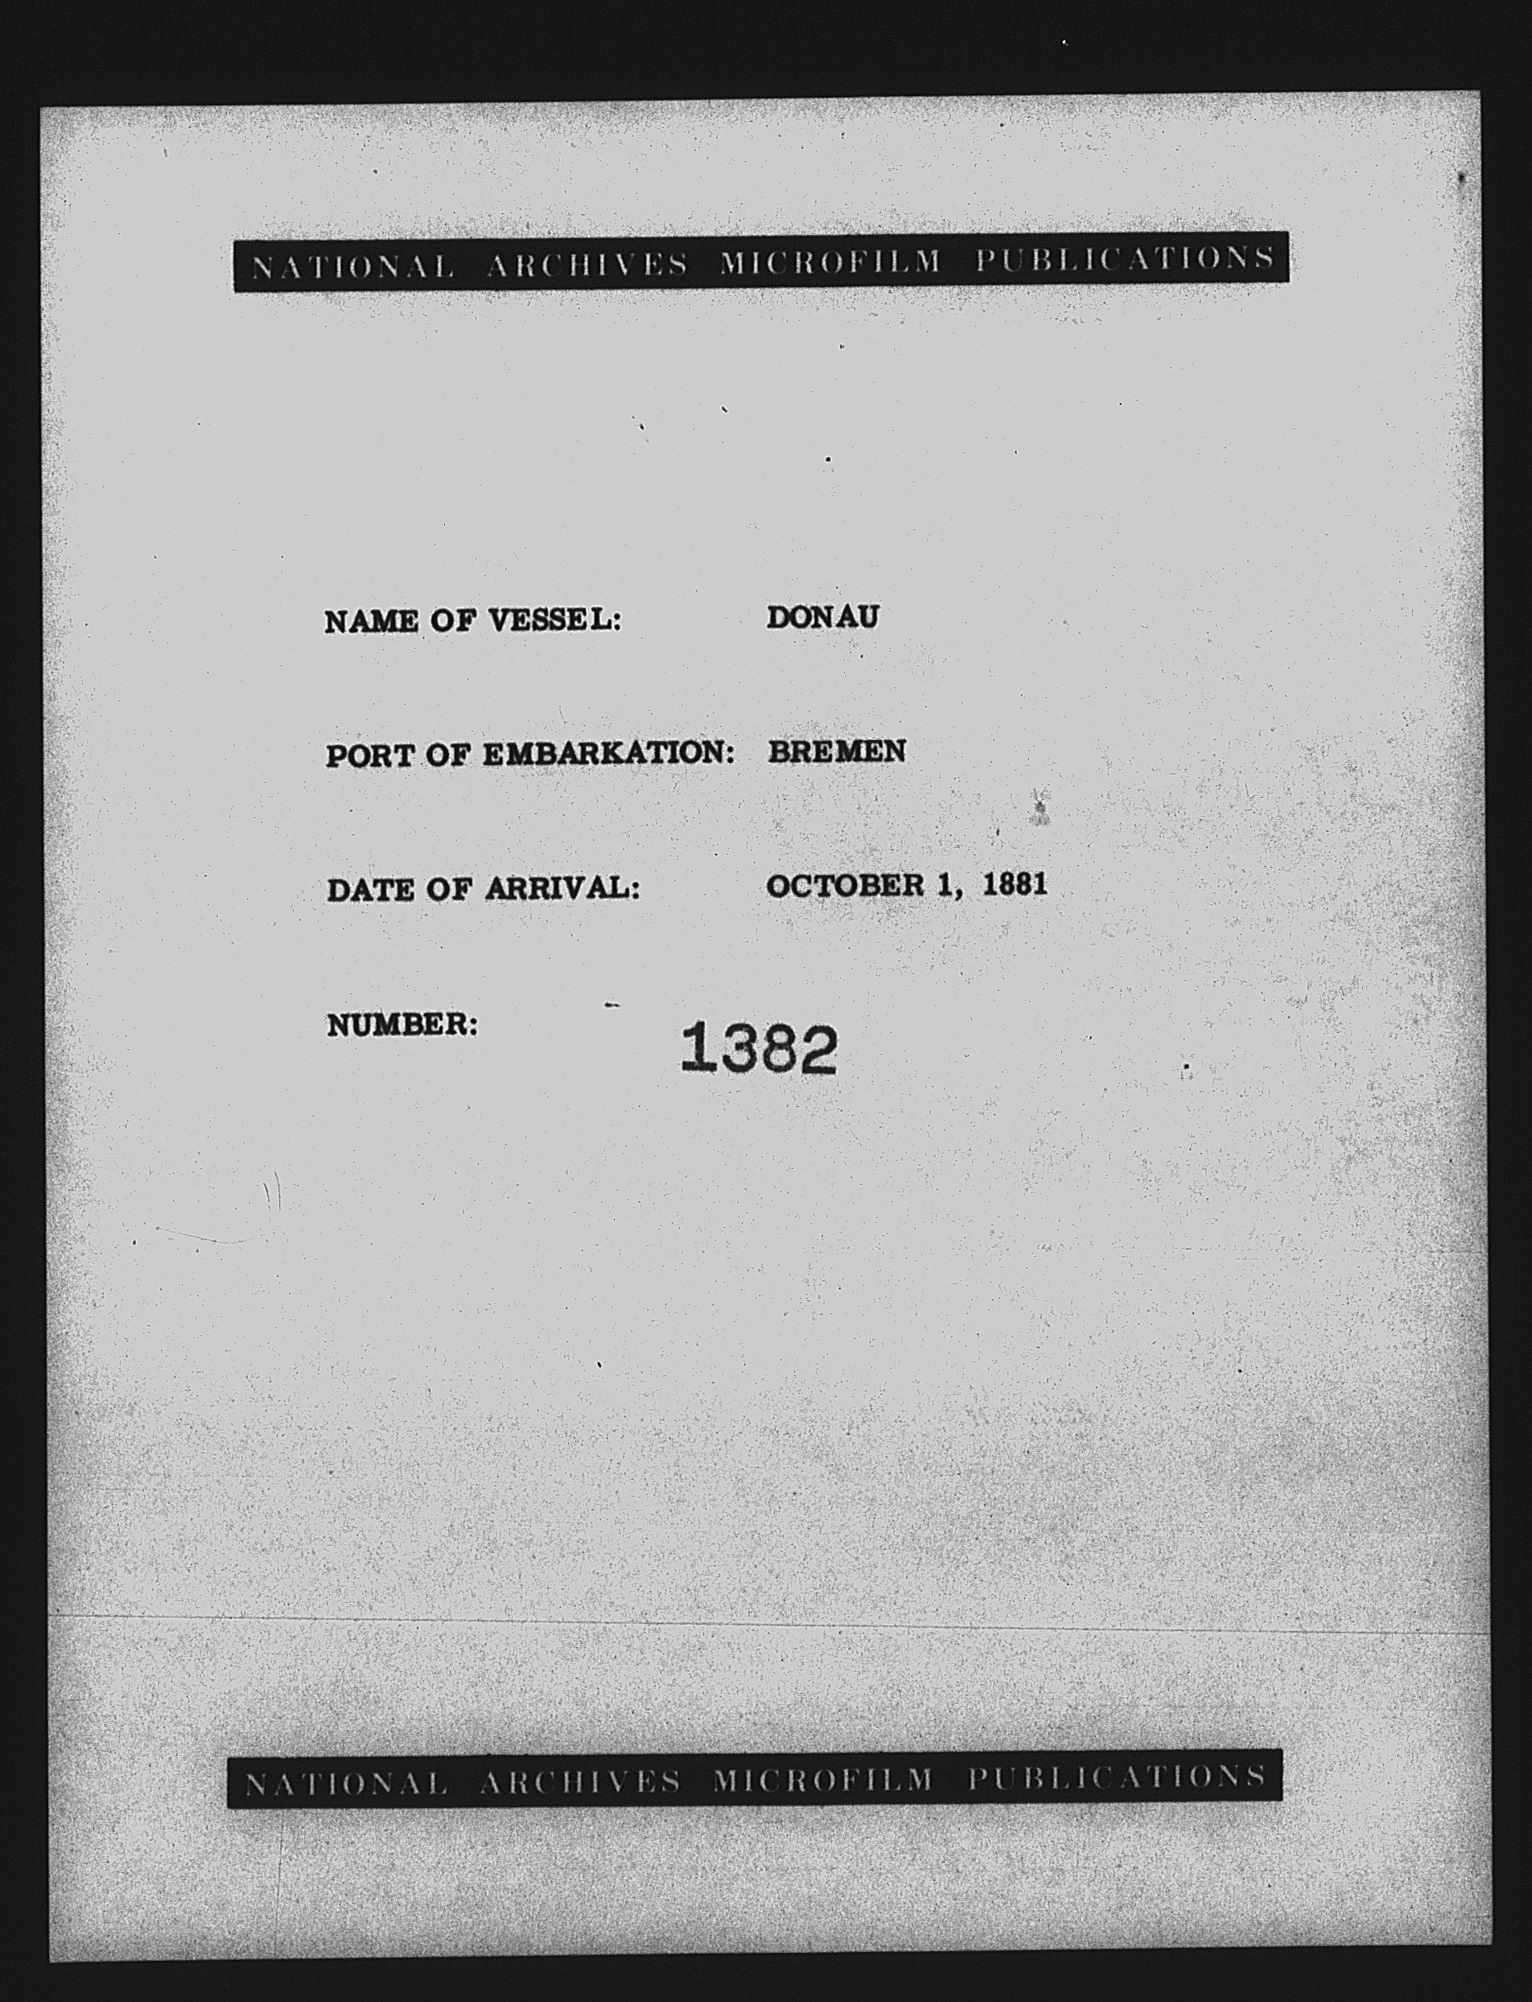 NATIONAL ARCHIVES MICROFILM PUBLICATIONS
NAME OF VESSEL: DONAU
PORT OF EMBARKATION: BREMEN
DATE OF ARRIVAL: OCTOBER 1, 1881
NUMBER: 1382
NATIONAL ARCHIVES MICROFILM PUBLICATIONS